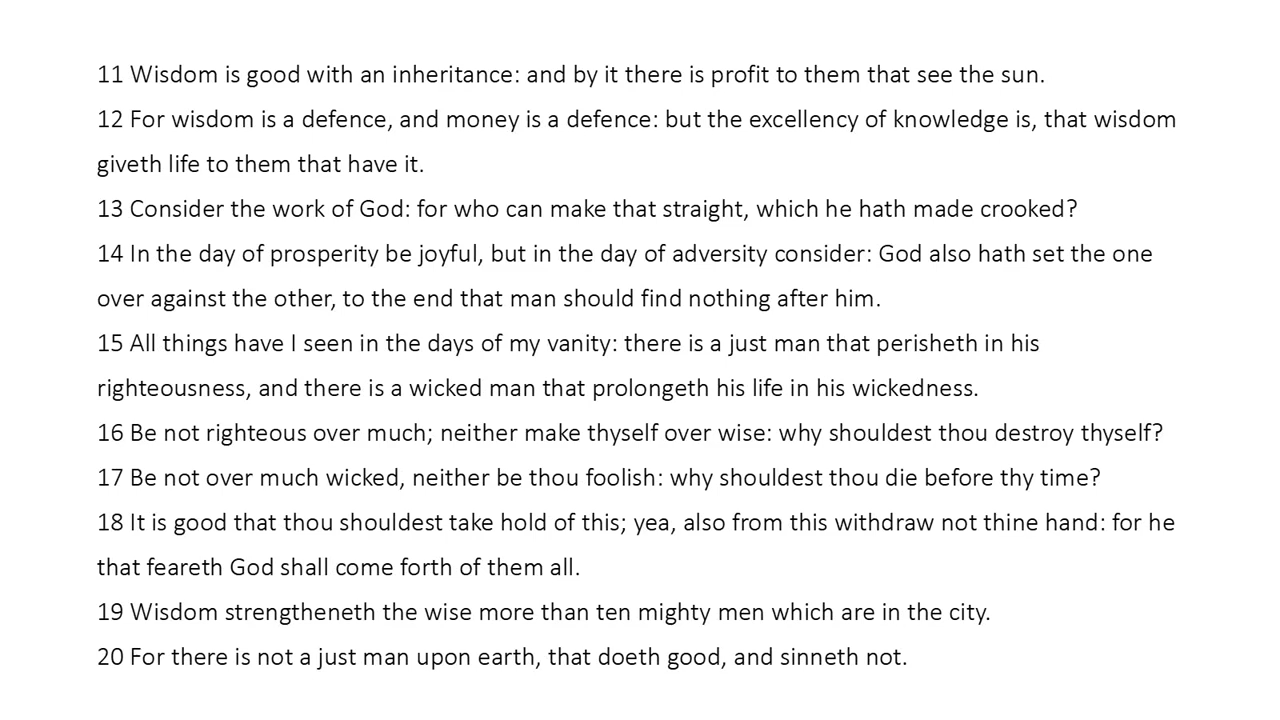 11 Wisdom is good with an inheritance: and by it there is profit to them that see the sun.
12 For wisdom is a defence, and money is a defence: but the excellency of knowledge is, that wisdom
giveth life to them that have it.
13 Consider the work of God: for who can make that straight, which he hath made crooked?
14 In the day of prosperity be joyful, but in the day of adversity consider: God also hath set the one
over against the other, to the end that man should find nothing after him.
15 All things have I seen in the days of my vanity: there is a just man that perisheth in his
righteousness, and there is a wicked man that prolongeth his life in his wickedness.
16 Be not righteous over much; neither make thyself over wise: why shouldest thou destroy thyself?
17 Be not over much wicked, neither be thou foolish: why shouldest thou die before thy time?
18 It is good that thou shouldest take hold of this; yea, also from this withdraw not thine hand: for he
that feareth God shall come forth of them all.
19 Wisdom strengtheneth the wise more than ten mighty men which are in the city.
20 For there is not a just man upon earth, that doeth good, and sinneth not.